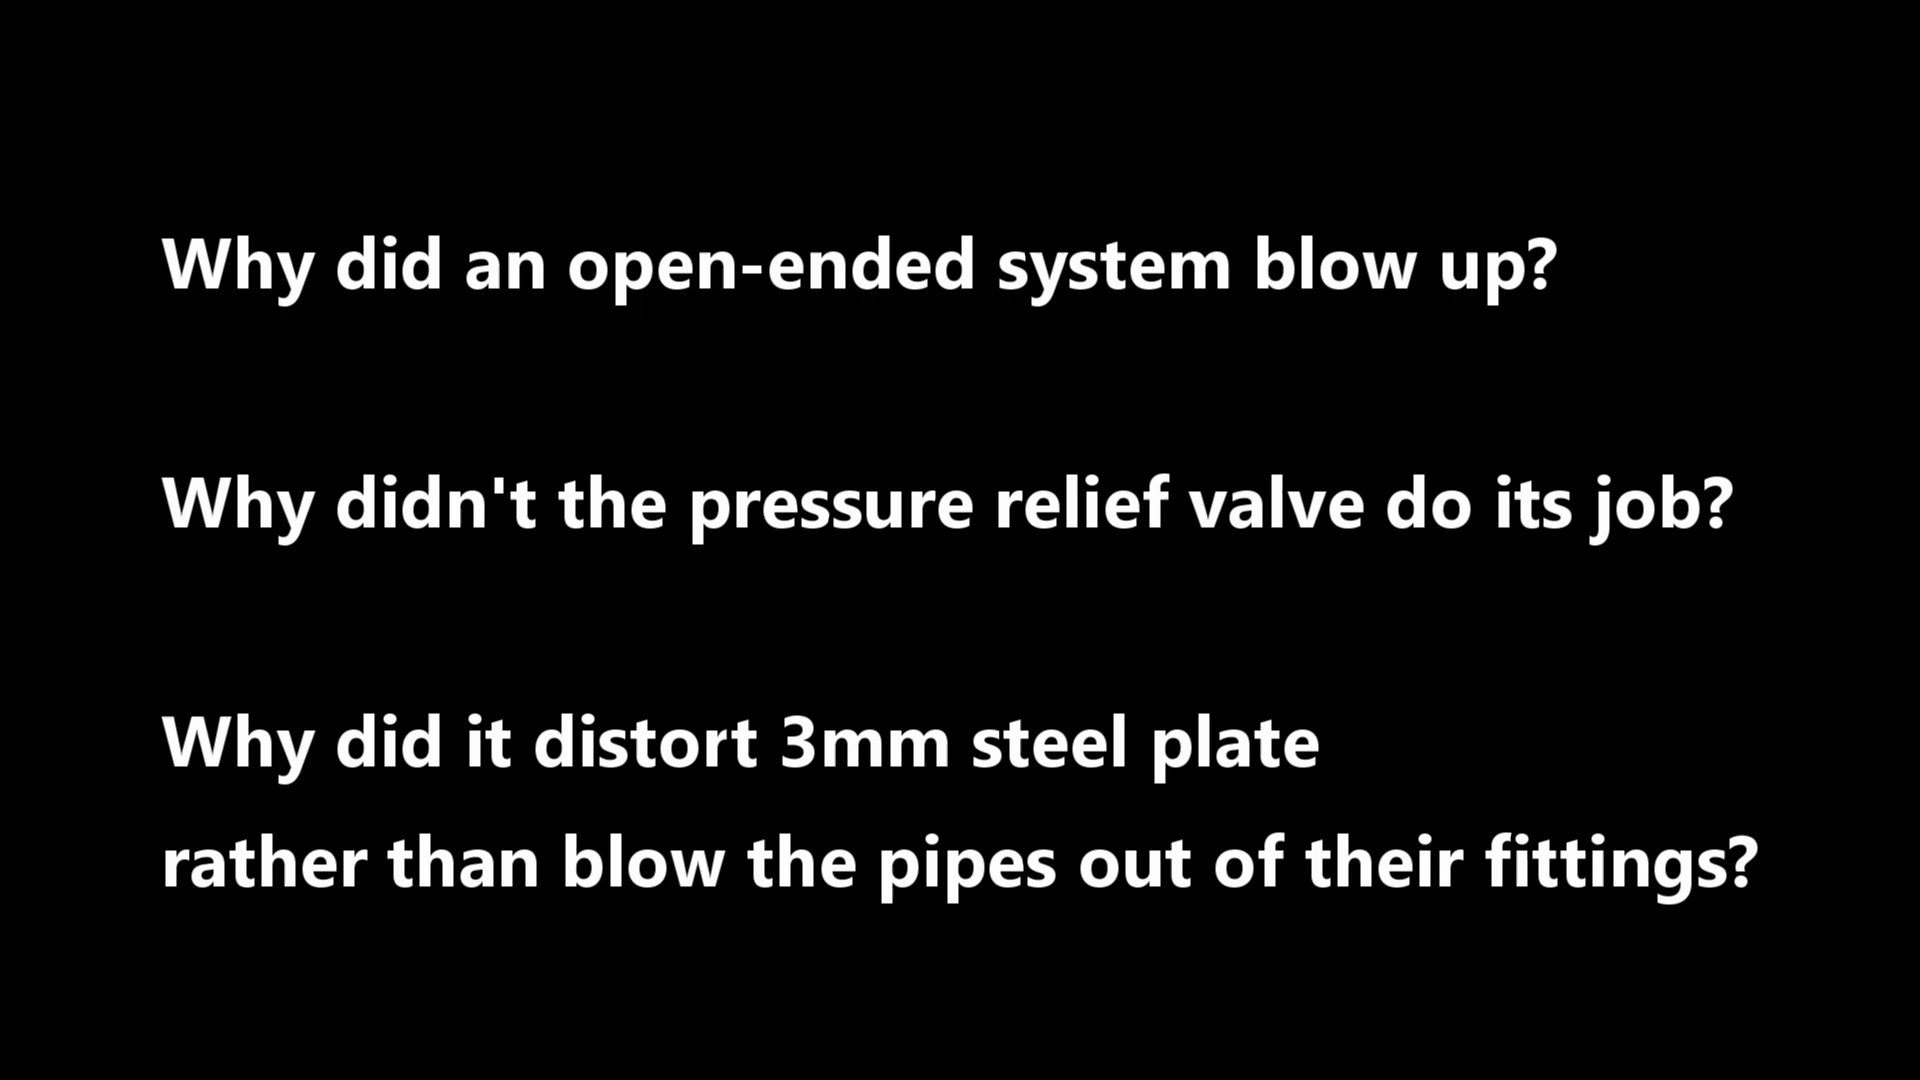 Why did an open-ended system blow up?
Why didn't the pressure relief valve do its job?
Why did it distort 3mm steel plate
rather than blow the pipes out of their fittings?